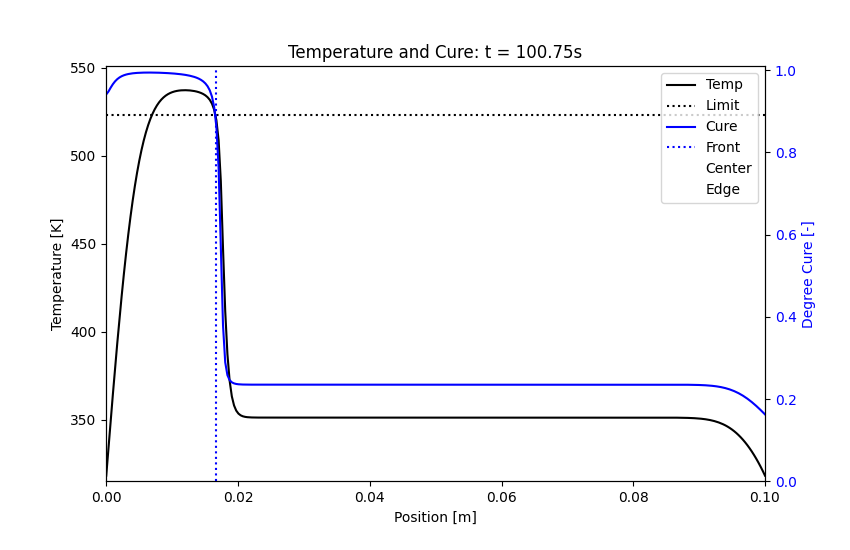 Temperature and Cure: t = 100.75s
550
500
450
400
350
Temperature [K]
1.0
0.8
0.6
0.4
0.2
0.0
Degree Cure [-]
Temp
Limit
Cure
Front
Center
Edge
0.00 0.02 0.04 0.06 0.08 0.10
Position [m]